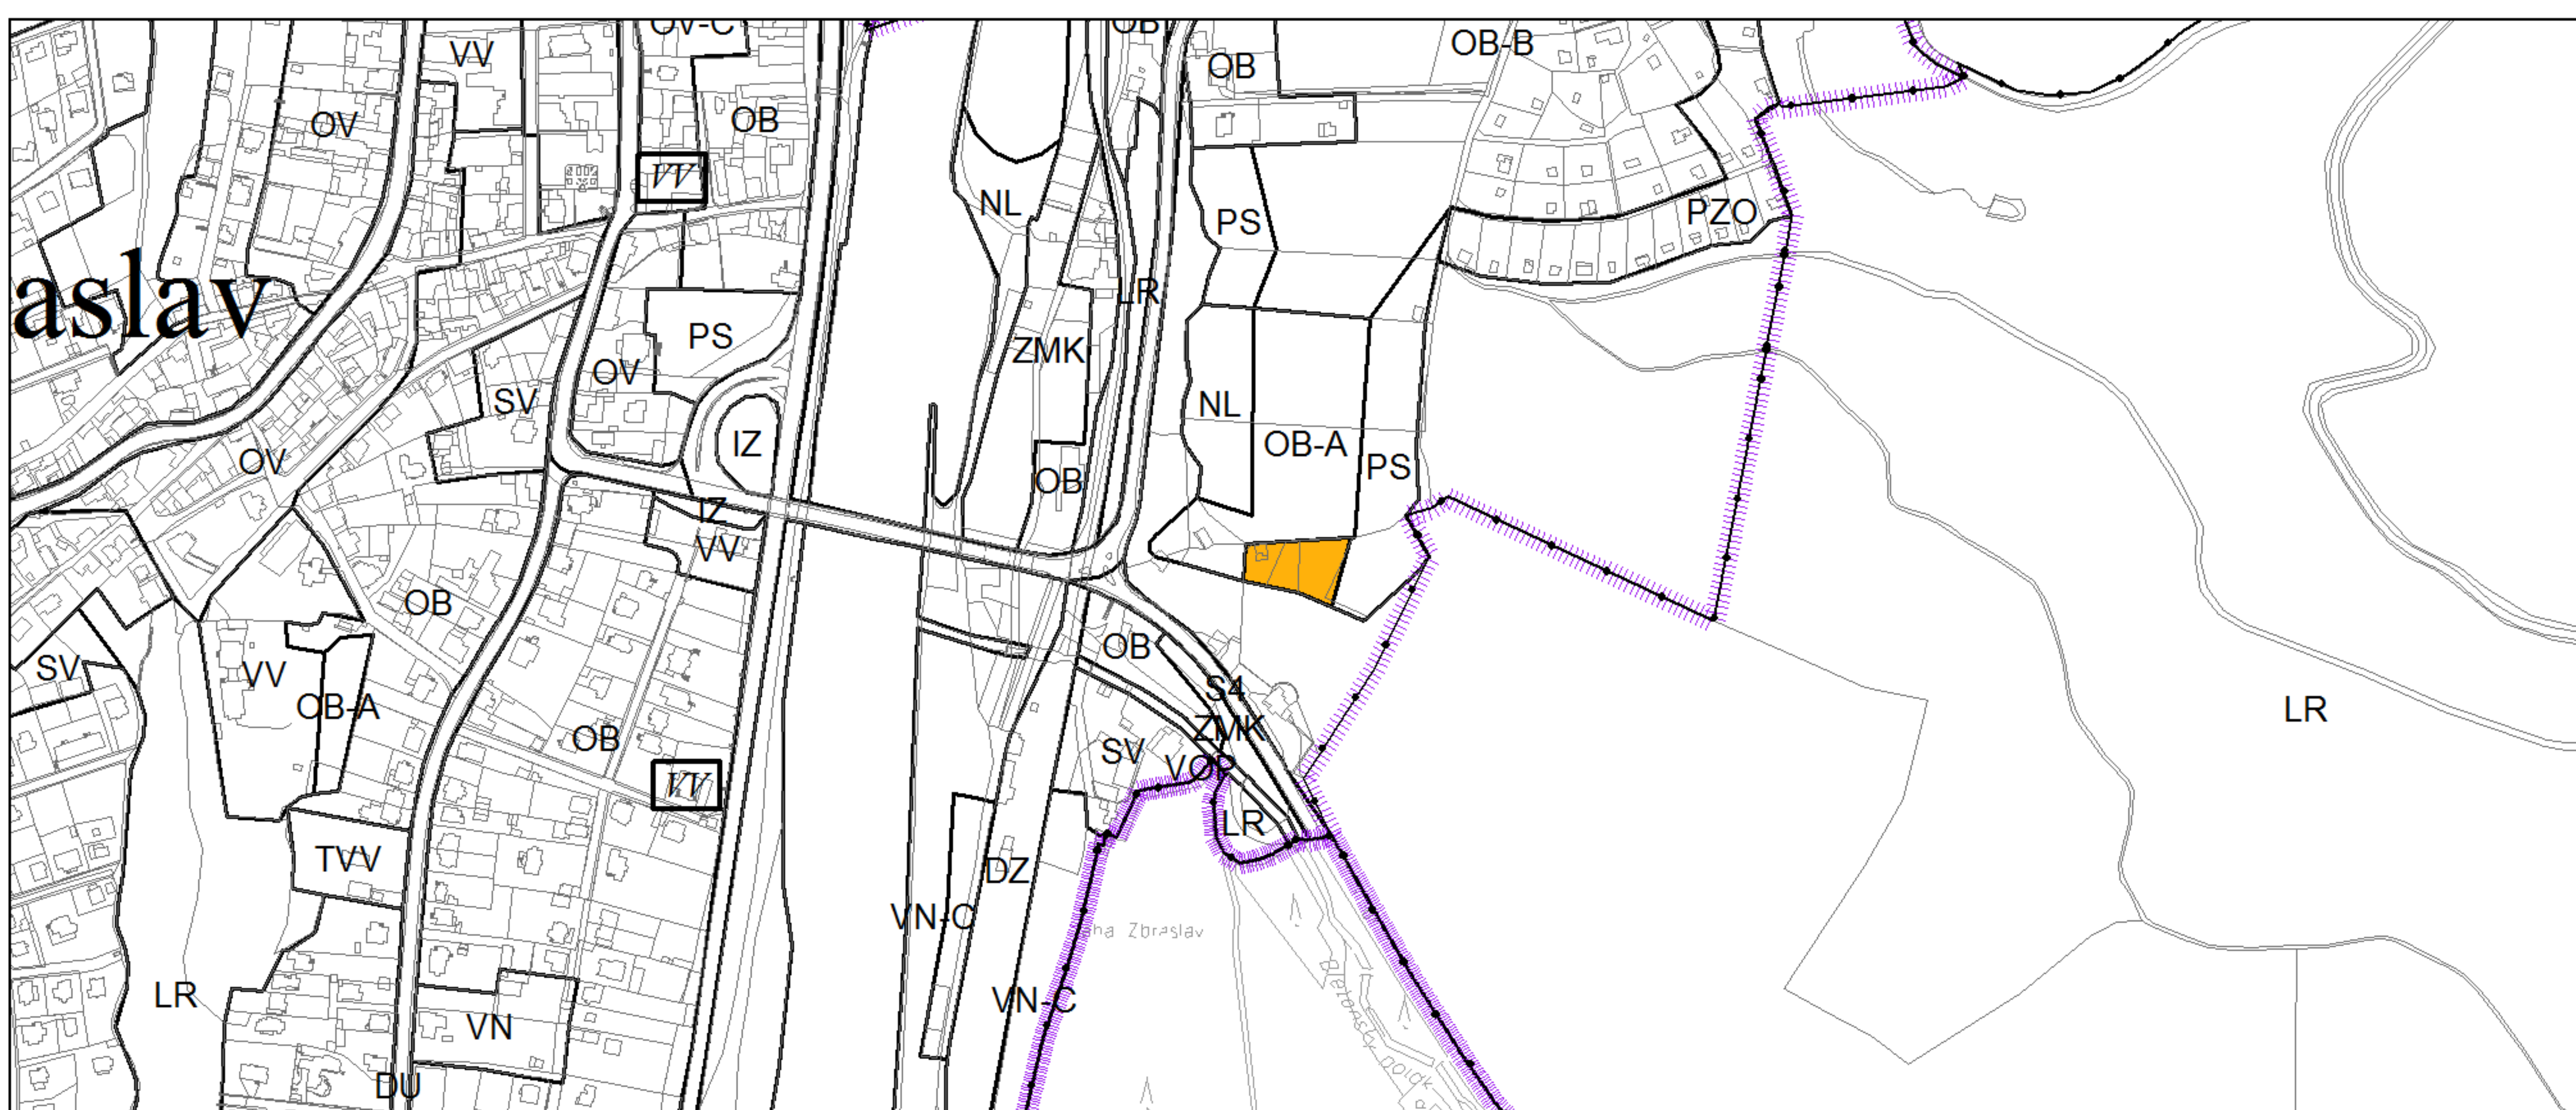 OV-C
OB
VV
OB-B
OB
OV
OB
VV
NL
PS
PZO
aslav
LR
PS
ZMK
OV
SV
NL
IZ
OB-A
OV
PS
OB
IZ
VV
OB
OB
SV
VV
S4
OB-A
LR
ZMK
OB
SV
VOP
VV
LR
TVV
DZ
VN-C
Zbraslav
LR
VN-C
VN
DU